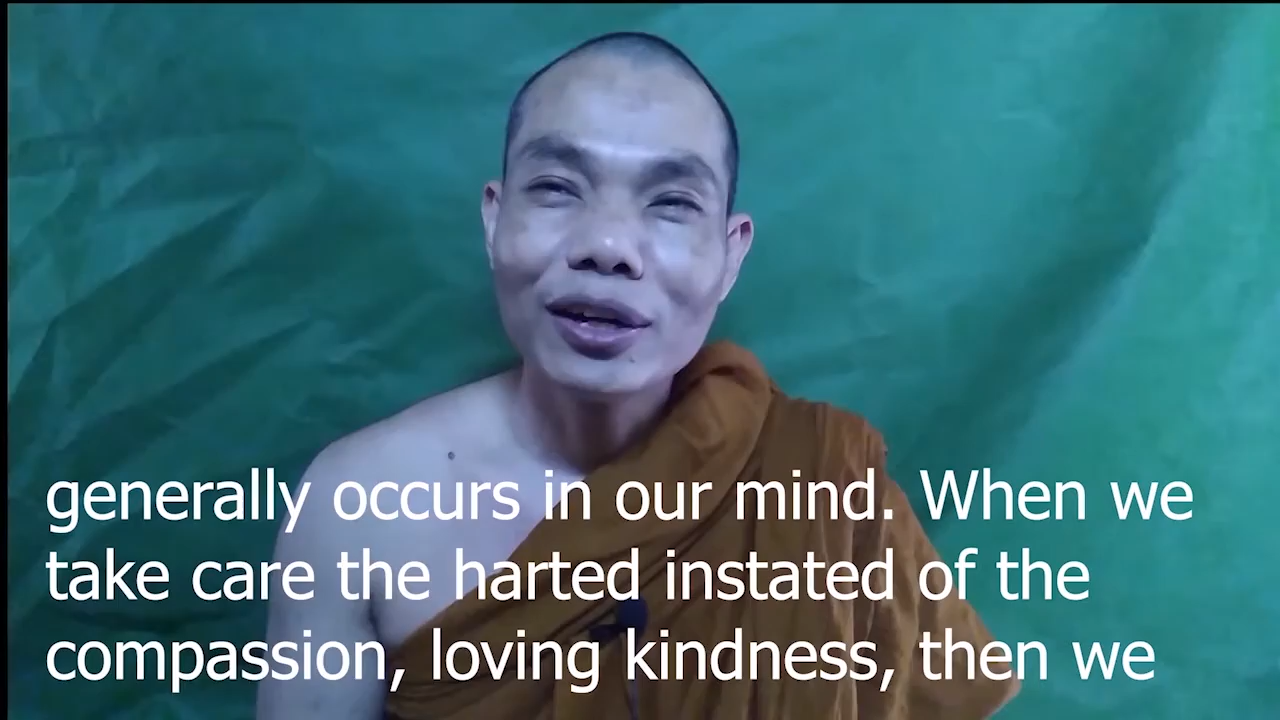 generally occurs in our mind. When we
take care the harted instated of the
compassion, loving kindness, then we